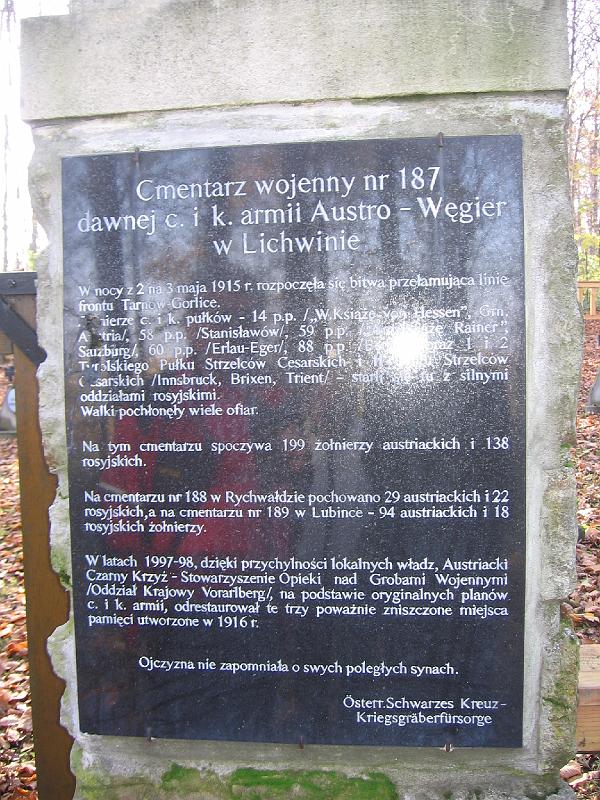 Cmentarz wojenny nr 187
dawnej c. i k. armii Austro - Węgier
w Lichwinie
W nocy z 2 na 3 maja 1915 r. rozpoczęła się bitwa przełamująca linie
frontu Tarnów-Gorlice.
c. i k. pułków - 14 p.p. /„W.Książę von Hessen", Grn.
58 p.p. /Stanisławów/, 59 p.p. Rainer",
Salzburg/, 60 p.p. /Erlau-Eger/, 88 p.p. 1 i 2
Pułku Strzelców Cesarskich i Strzelców
/Innsbruck, Brixen, Trient/ - z silnymi
oddziałami rosyjskimi.
Walki pochłonęły wiele ofiar.
Na tym cmentarzu spoczywa 199 żołnierzy austriackich i 138
rosyjskich.
Na cmentarzu nr 188 w Rychwałdzie pochowano 29 austriackich i 22
rosyjskich,a na cmentarzu nr 189 w Lubince - 94 austriackich i 18
rosyjskich żołnierzy.
W latach 1997-98, dzięki przychylności lokalnych władz, Austriacki
Czarny Krzyż - Stowarzyszenie Opieki nad Grobami Wojennymi
/Oddział Krajowy Vorarlberg/, na podstawie oryginalnych planów
c. i k. armii, odrestaurował te trzy poważnie zniszczone miejsca
pamięci utworzone w 1916 r.
Ojczyzna nie zapomniała o swych poległych synach.
Österr.Schwarzes Kreuz-
Kriegsgräberfürsorge